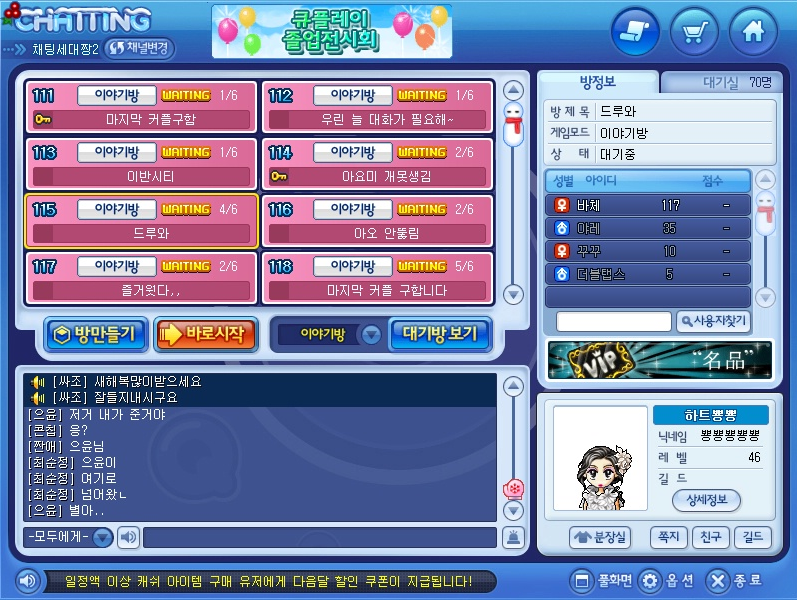 CHATTING
채팅세대짱2 채널변경
큐플레이
졸업전시회
111 이야기방 WAITING 1/6
마지막 커플구함
112 이야기방 WAITING 1/6
우린 늘 대화가 필요해~
113 이야기방 WAITING 1/6
이반시티
114 이야기방 WAITING 2/6
아요미 개못생김
115 이야기방 WAITING 4/6
드루와
116 이야기방 WAITING 2/6
아오 안뚫림
117 이야기방 WAITING 2/6
즐거웟다,,
118 이야기방 WAITING 5/6
마지막 커플 구합니다
방만들기 바로시작 이야기방 대기방 보기
방정보 대기실 70명
방 제 목 드루와
게임모드 이야기방
상 태 대기중
성별 아이디 점수
바체 117 -
야레 35 -
꾸꾸 10 -
더블탭스 5 -
사용자찾기
VIP "名品"
[싸조] 새해복많이받으세요
[싸조] 잘들지내시구요
[으윤] 저거 내가 준거야
[콘칩] 응?
[짠애] 으윤님
[최순정] 으윤이
[최순정] 여기로
[최순정] 넘어왔ㄴ
[으윤] 별아..
-모두에게-
하트뿅뿅
닉네임 뿅뿅뿅뿅뿅
레 벨 46
길 드
상세정보
분장실 쪽지 친구 길드
일정액 이상 캐쉬 아이템 구매 유저에게 다음달 할인 쿠폰이 지급됩니다!
풀화면 옵 션 종 료